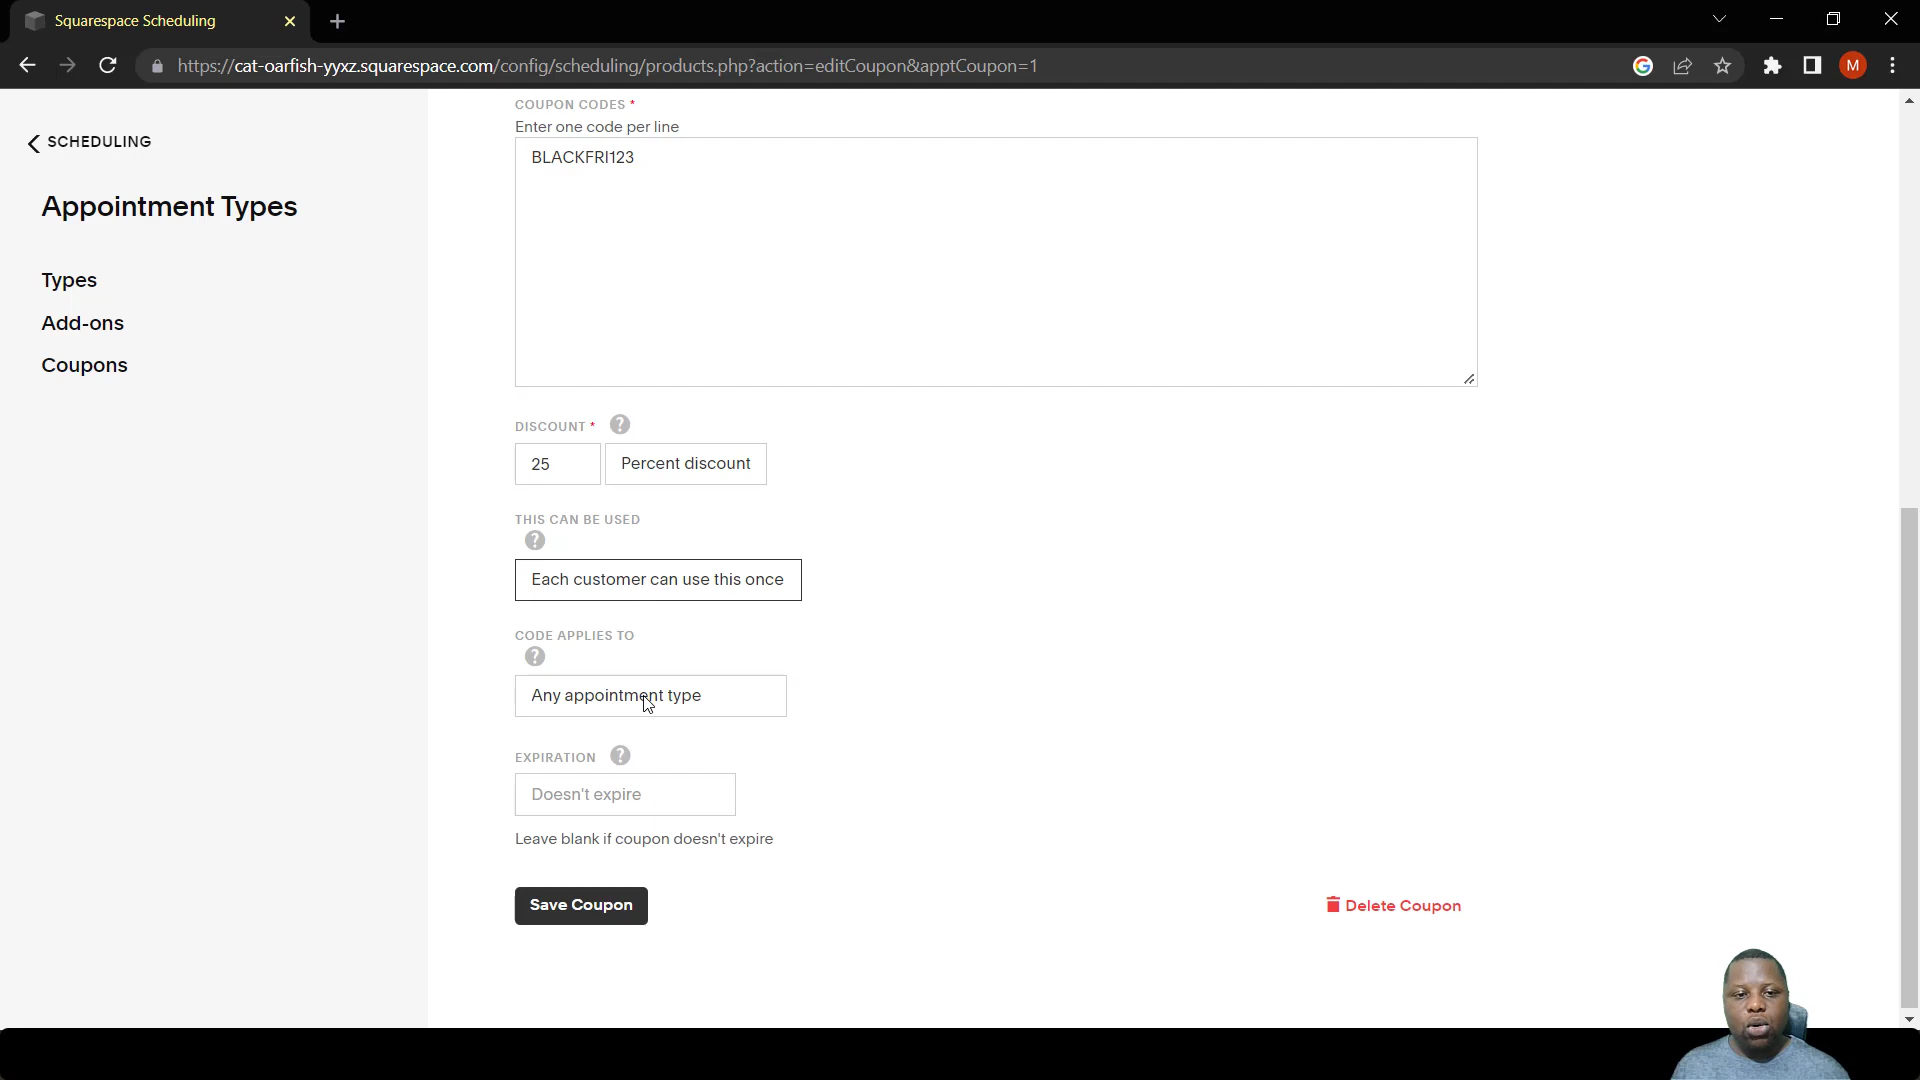 Squarespace Scheduling
https://cat-oarfish-yyxz.squarespace.com/config/scheduling/products.php?action=editCoupon&apptCoupon=1
M
SCHEDULING
Appointment Types
Types
Add-ons
Coupons
COUPON CODES *
Enter one code per line
BLACKFRI123
DISCOUNT * ?
25 Percent discount
THIS CAN BE USED
?
Each customer can use this once
CODE APPLIES TO
?
Any appointment type
EXPIRATION ?
Doesn't expire
Leave blank if coupon doesn't expire
Save Coupon
Delete Coupon